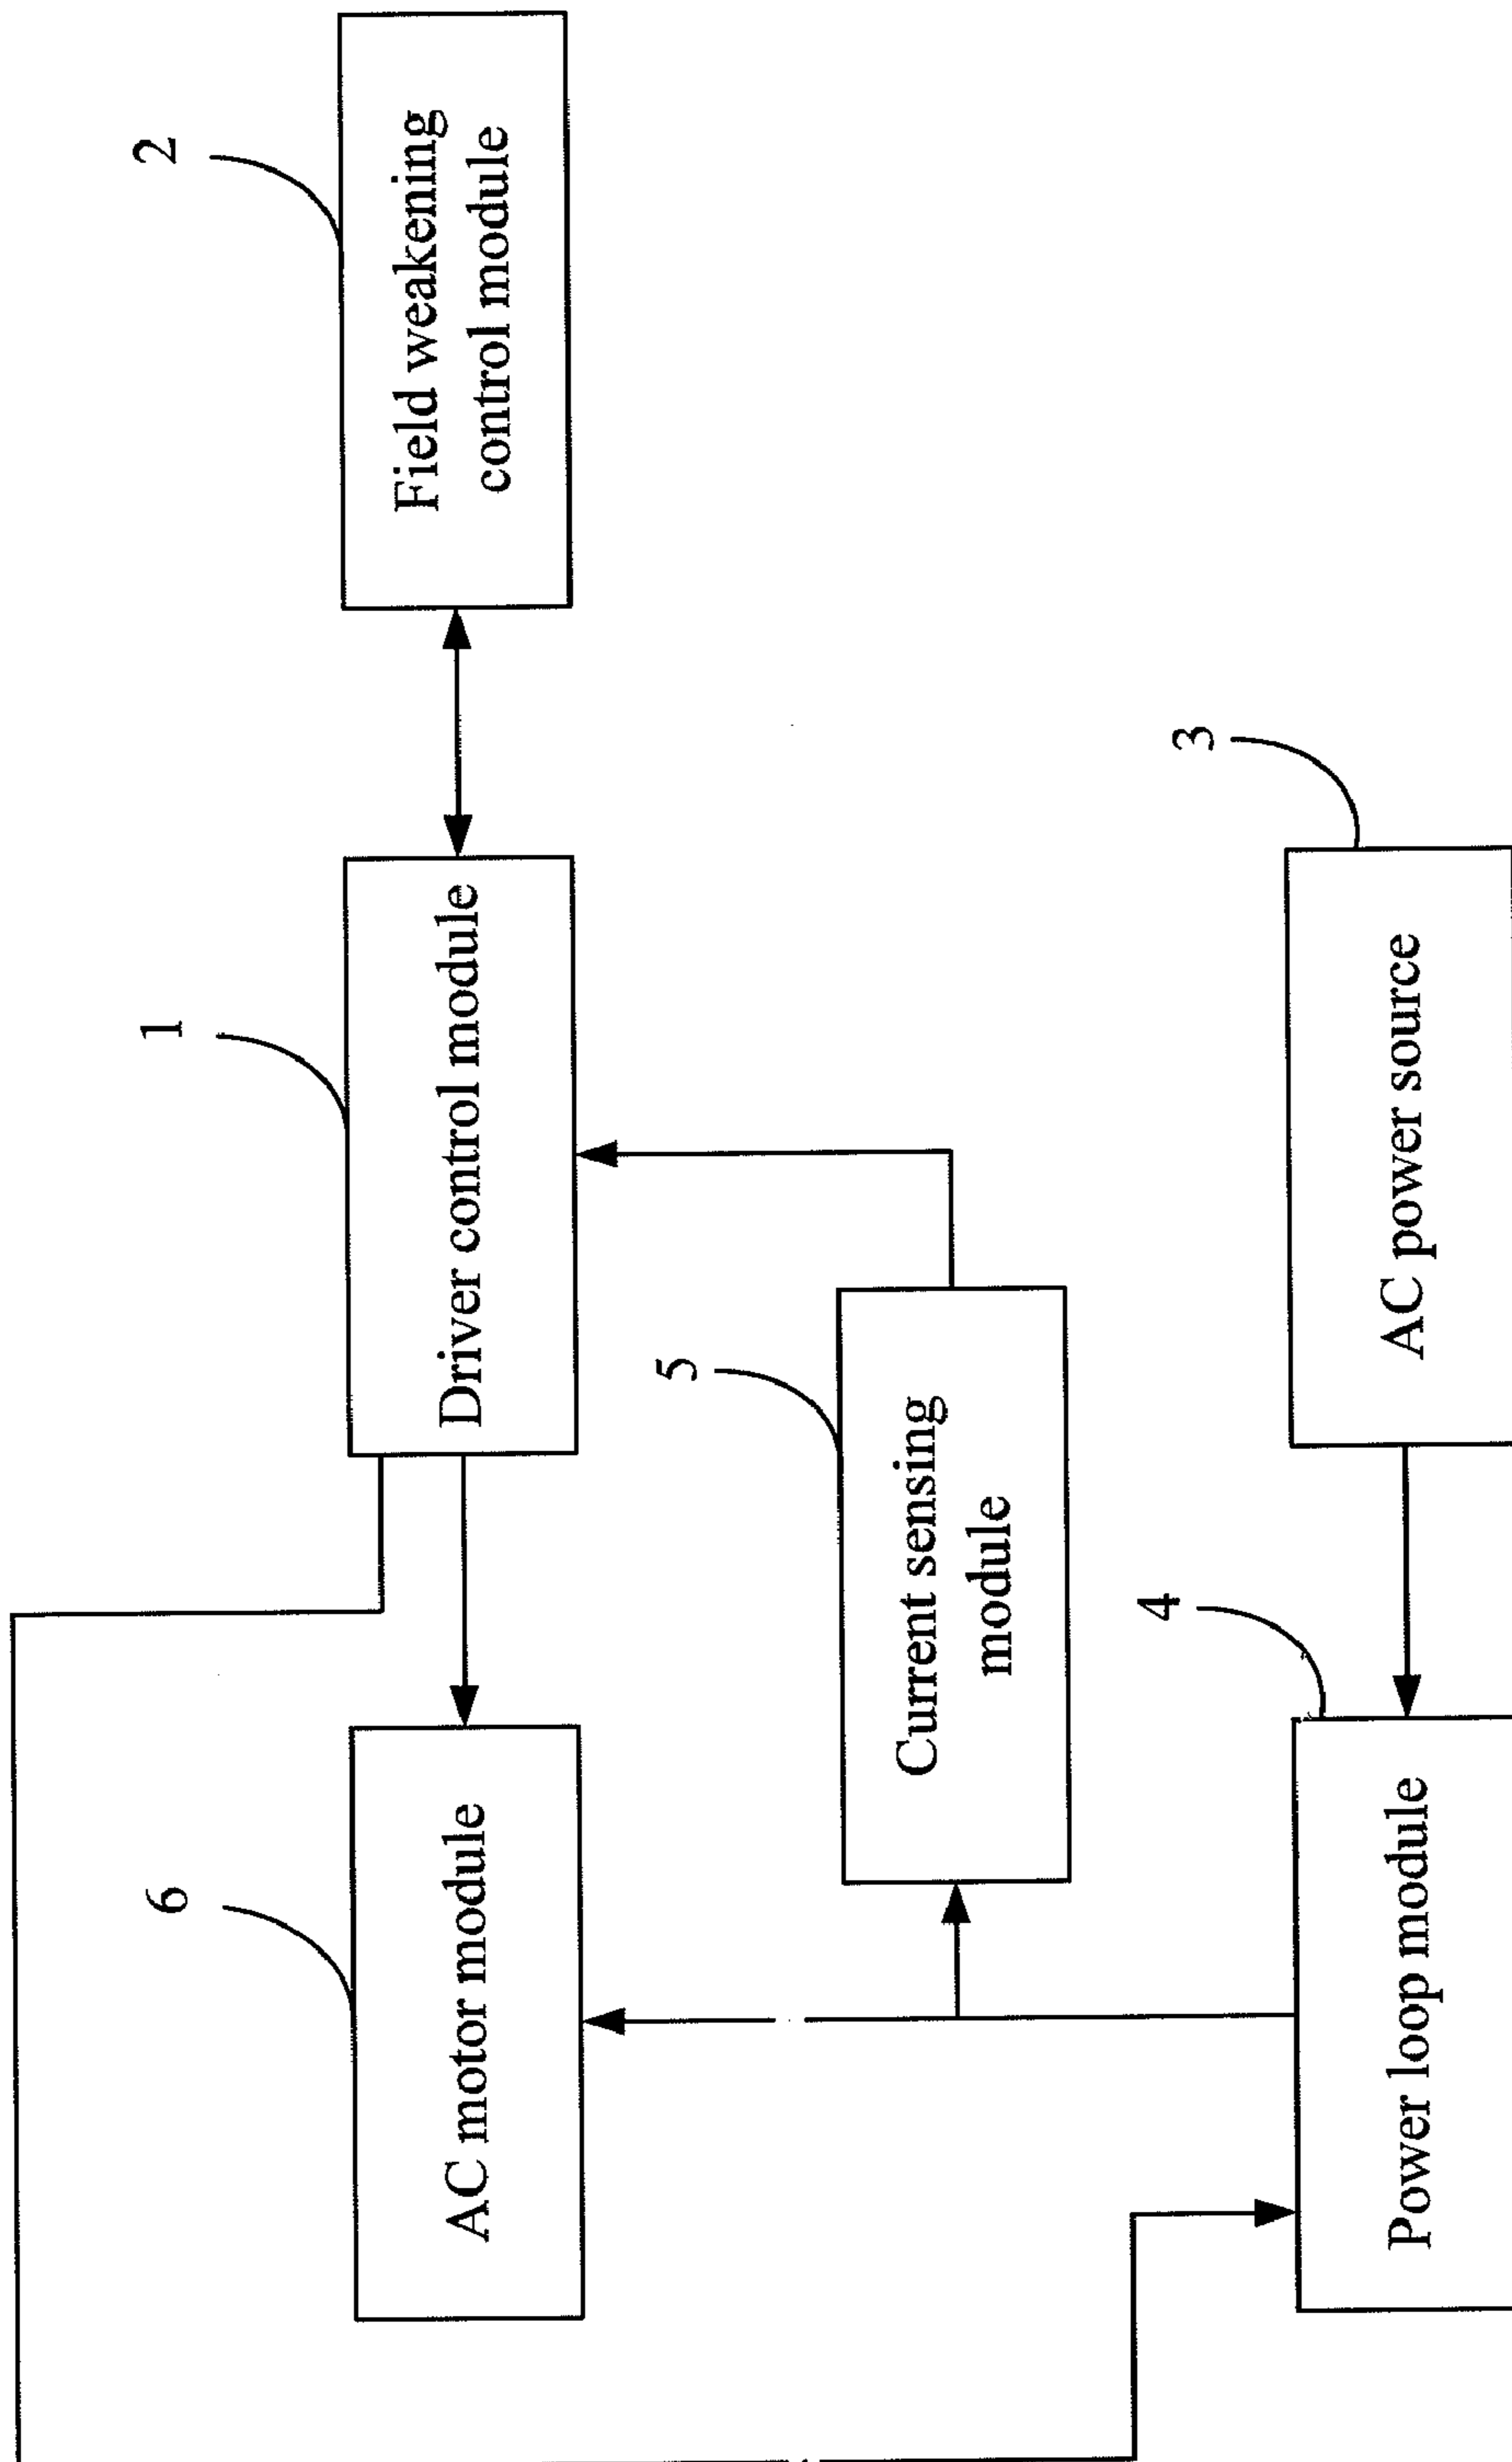 2
Field weakening
control module
1
Driver control module
6
AC motor module
5
Current sensing
module
3
AC power source
4
Power loop module